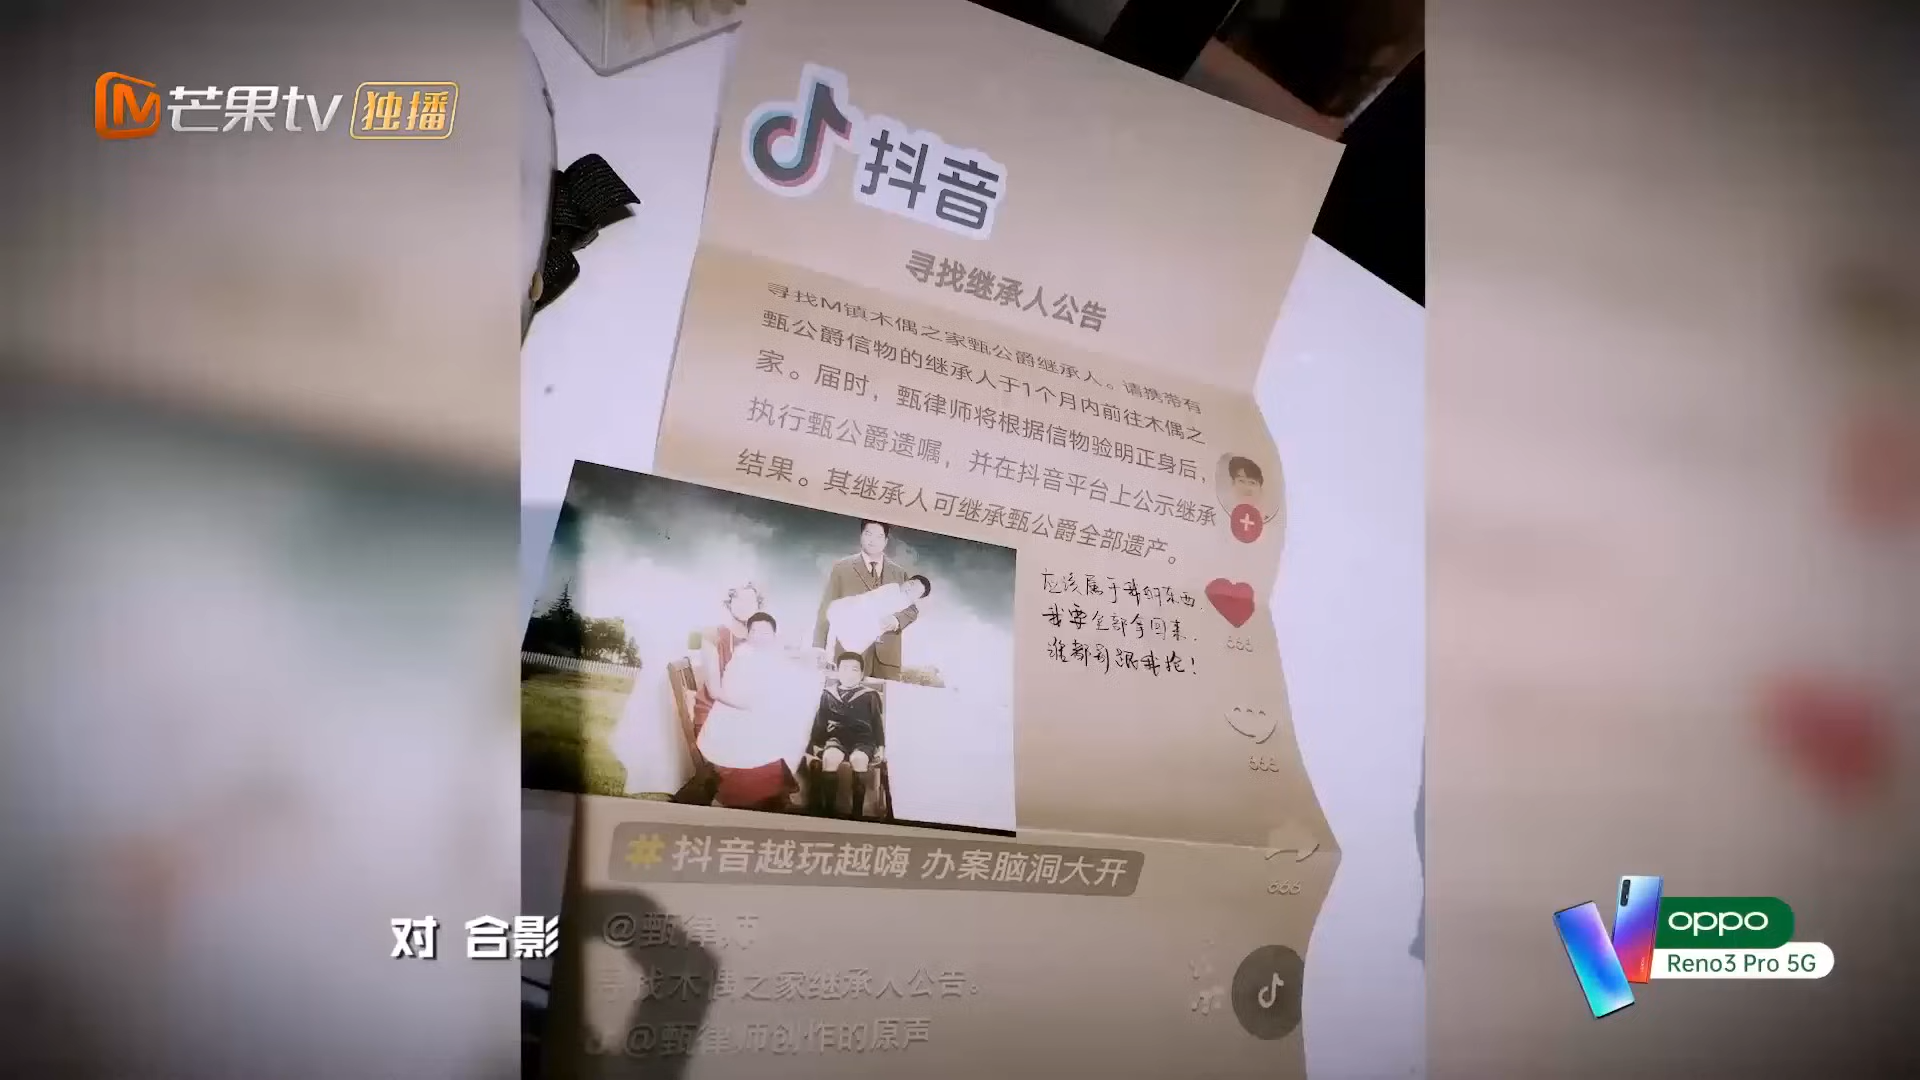 芒果tv 独播
抖音
寻找继承人公告
寻找M镇木偶之家甄公爵继承人。请携带有
甄公爵信物的继承人于1个月内前往木偶之
家。届时，甄律师将根据信物验明正身后，
执行甄公爵遗嘱，并在抖音平台上公示继承
结果。其继承人可继承甄公爵全部遗产。
应该属于我的东西，
我要全部拿回来，
谁都别跟我抢！
666
666
#抖音越玩越嗨 办案脑洞大开
666
@甄律师
寻找木偶之家继承人公告。
@甄律师创作的原声
对 合影
oppo
Reno3 Pro 5G